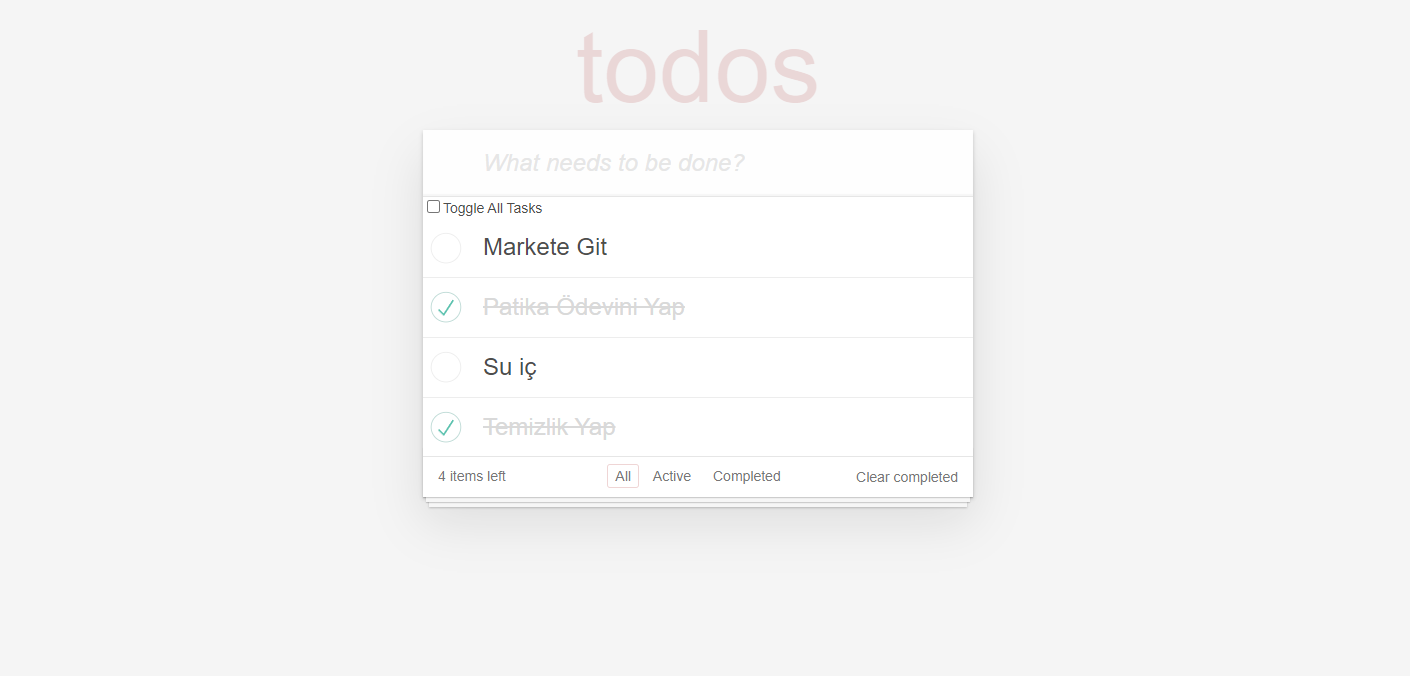 todos
What needs to be done?
Toggle All Tasks
Markete Git
Patika Ödevini Yap
Su iç
Temizlik Yap
4 items left All Active Completed Clear completed